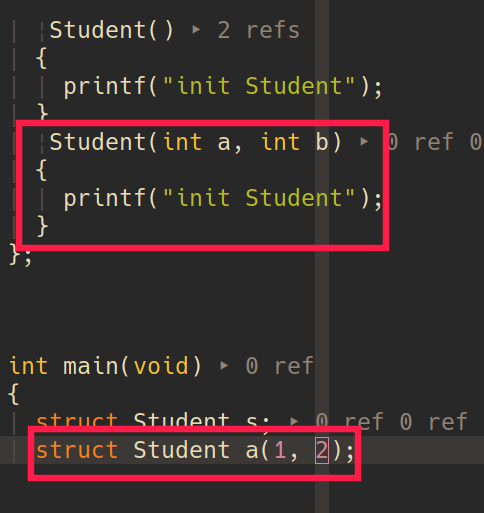 Student() ‣ 2 refs
{
printf("init Student");
}
Student(int a, int b) ‣ 0 ref 0
{
printf("init Student");
}
};
int main(void) ‣ 0 ref
{
struct Student s; ‣ 0 ref 0 ref
struct Student a(1, 2);